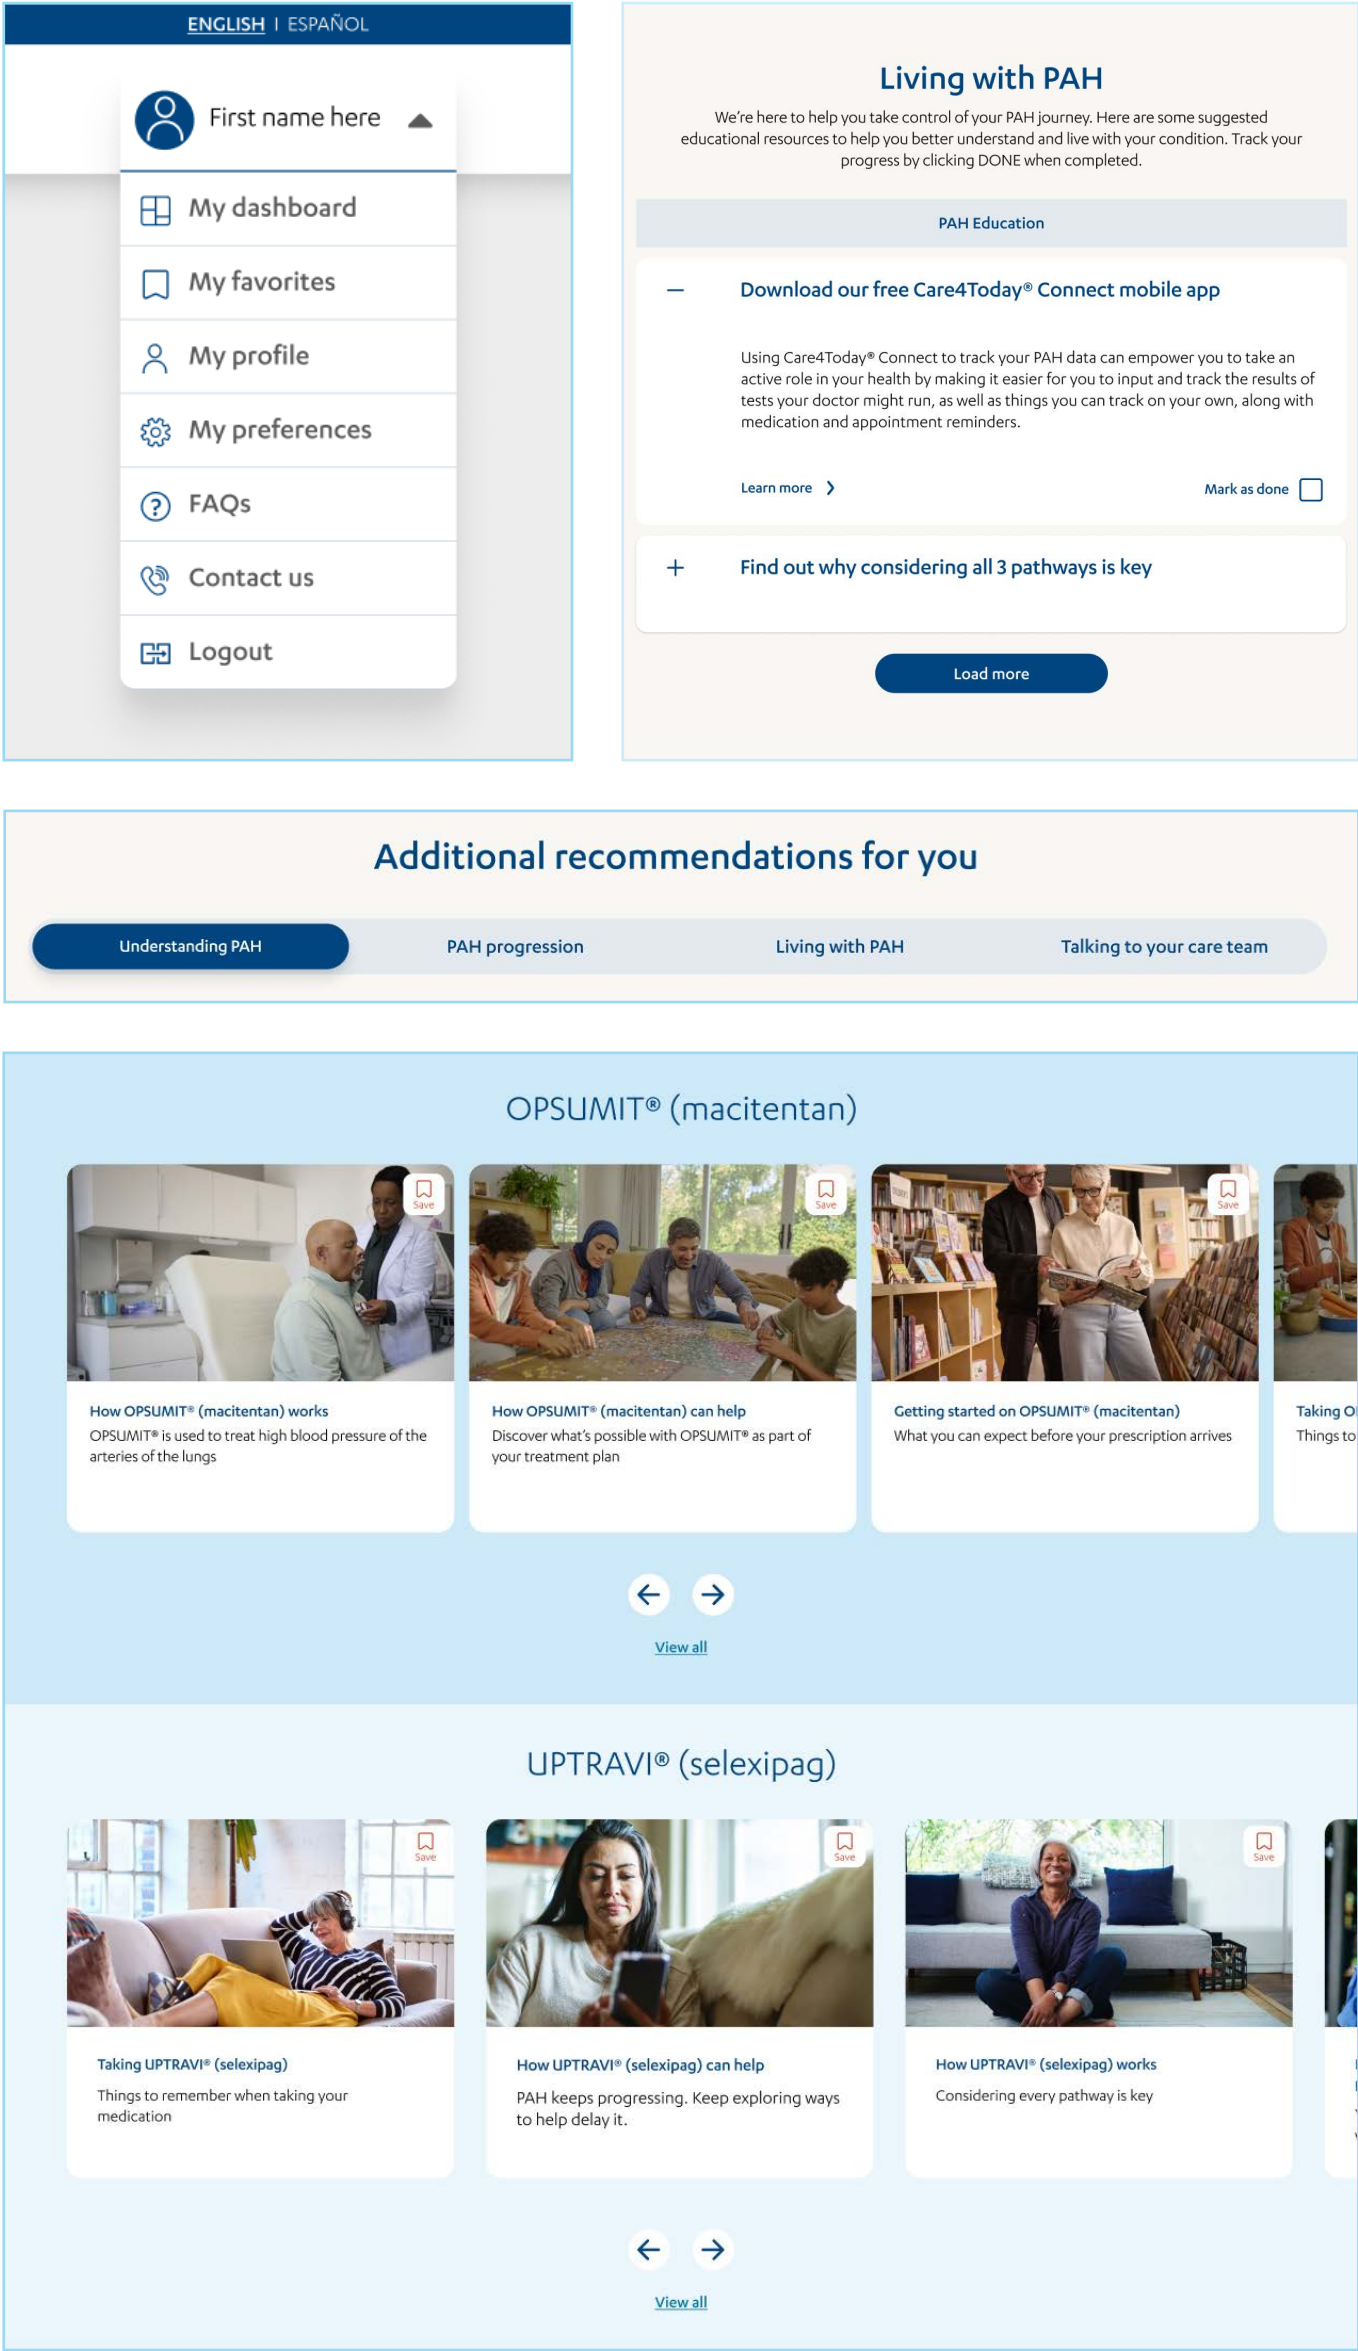 ENGLISH | ESPAÑOL
First name here
My dashboard
My favorites
My profile
My preferences
FAQs
Contact us
Logout
Living with PAH
We're here to help you take control of your PAH journey. Here are some suggested
educational resources to help you better understand and live with your condition. Track your
progress by clicking DONE when completed.
PAH Education
Download our free Care4Today® Connect mobile app
Using Care4Today® Connect to track your PAH data can empower you to take an
active role in your health by making it easier for you to input and track the results of
tests your doctor might run, as well as things you can track on your own, along with
medication and appointment reminders.
Learn more
Mark as done
Find out why considering all 3 pathways is key
Load more
Additional recommendations for you
Understanding PAH
PAH progression
Living with PAH
Talking to your care team
OPSUMIT® (macitentan)
Save
Save
Save
How OPSUMIT® (macitentan) works
OPSUMIT® is used to treat high blood pressure of the
arteries of the lungs
How OPSUMIT® (macitentan) can help
Discover what's possible with OPSUMIT® as part of
your treatment plan
Getting started on OPSUMIT® (macitentan)
What you can expect before your prescription arrives
Taking
Things to
View all
UPTRAVI® (selexipag)
Save
Save
Save
Taking UPTRAVI® (selexipag)
Things to remember when taking your
medication
How UPTRAVI® (selexipag) can help
PAH keeps progressing. Keep exploring ways
to help delay it.
How UPTRAVI® (selexipag) works
Considering every pathway is key
View all